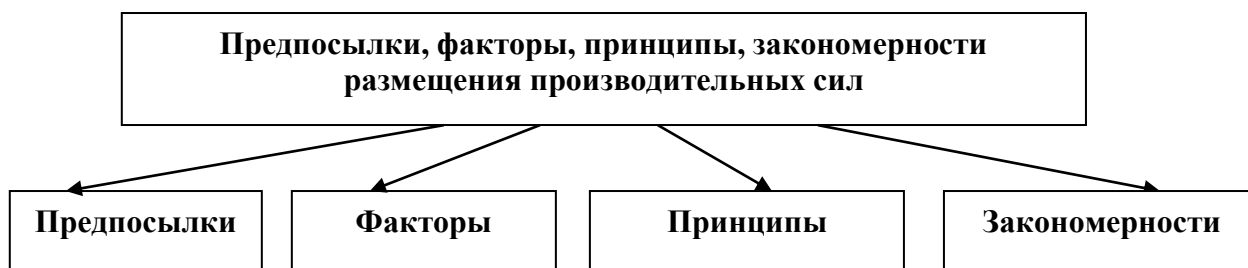 Предпосылки, факторы, принципы, закономерности
размещения производительных сил
Предпосылки
Факторы
Принципы
Закономерности